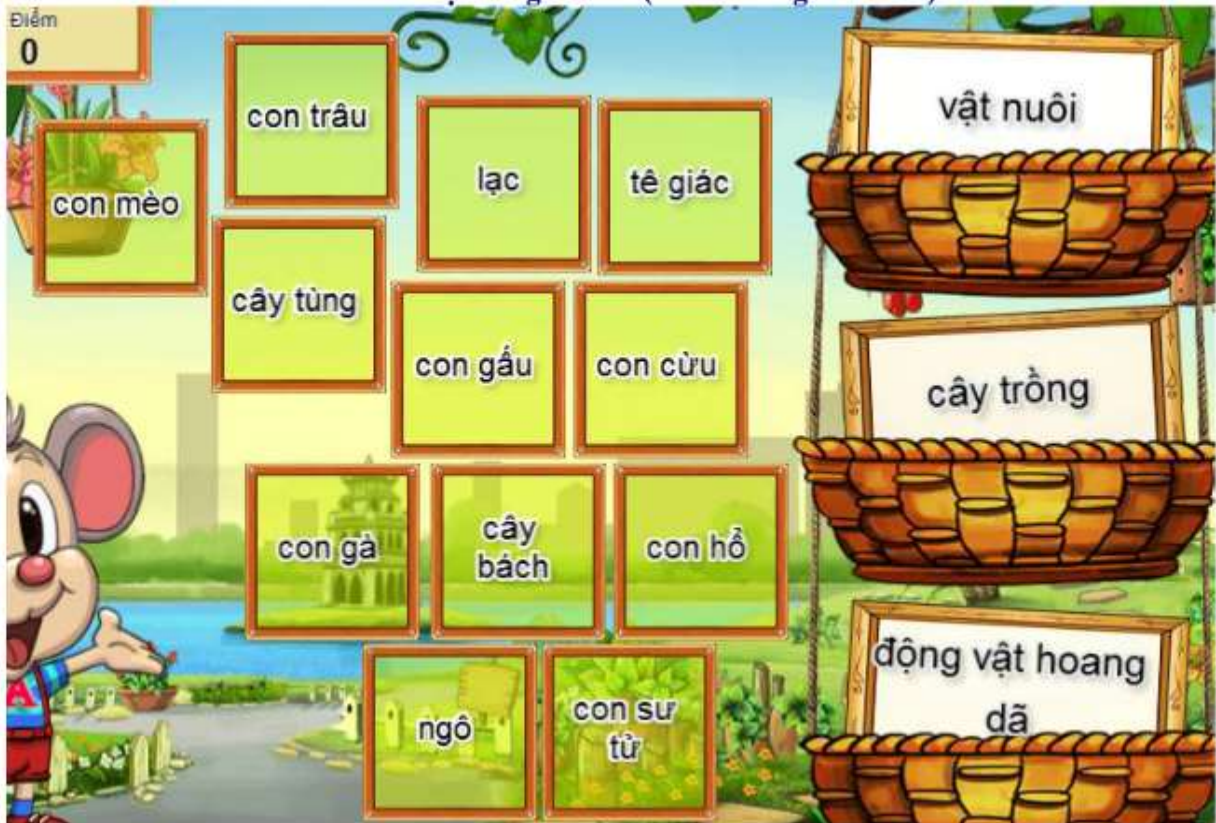 Điểm
0
con trâu
lạc
tê giác
con mèo
cây tùng
con gấu
con cừu
con gà
cây
bách
con hổ
ngô
con sư
tử
vật nuôi
cây trồng
động vật hoang
dã
A